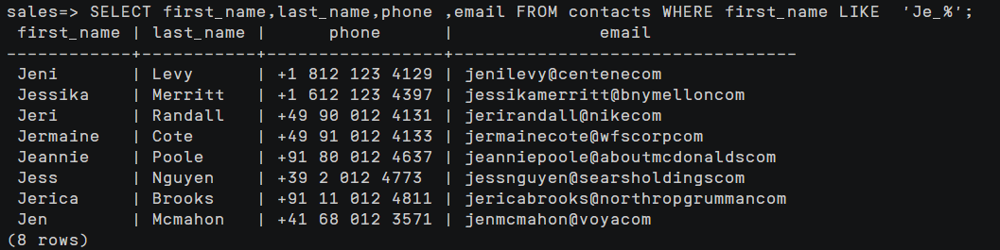 sales=> SELECT first_name,last_name,phone ,email FROM contacts WHERE first_name LIKE  'Je_%';
 first_name | last_name |      phone      |              email
------------+-----------+-----------------+---------------------------------
 Jeni       | Levy      | +1 812 123 4129 | jenilevy@centenecom
 Jessika    | Merritt   | +1 612 123 4397 | jessikamerritt@bnymelloncom
 Jeri       | Randall   | +49 90 012 4131 | jerirandall@nikecom
 Jermaine   | Cote      | +49 91 012 4133 | jermainecote@wfscorpcom
 Jeannie    | Poole     | +91 80 012 4637 | jeanniepoole@aboutmcdonaldscom
 Jess       | Nguyen    | +39 2 012 4773  | jessnguyen@searsholdingscom
 Jerica     | Brooks    | +91 11 012 4811 | jericabrooks@northropgrummancom
 Jen        | Mcmahon   | +41 68 012 3571 | jenmcmahon@voyacom
(8 rows)